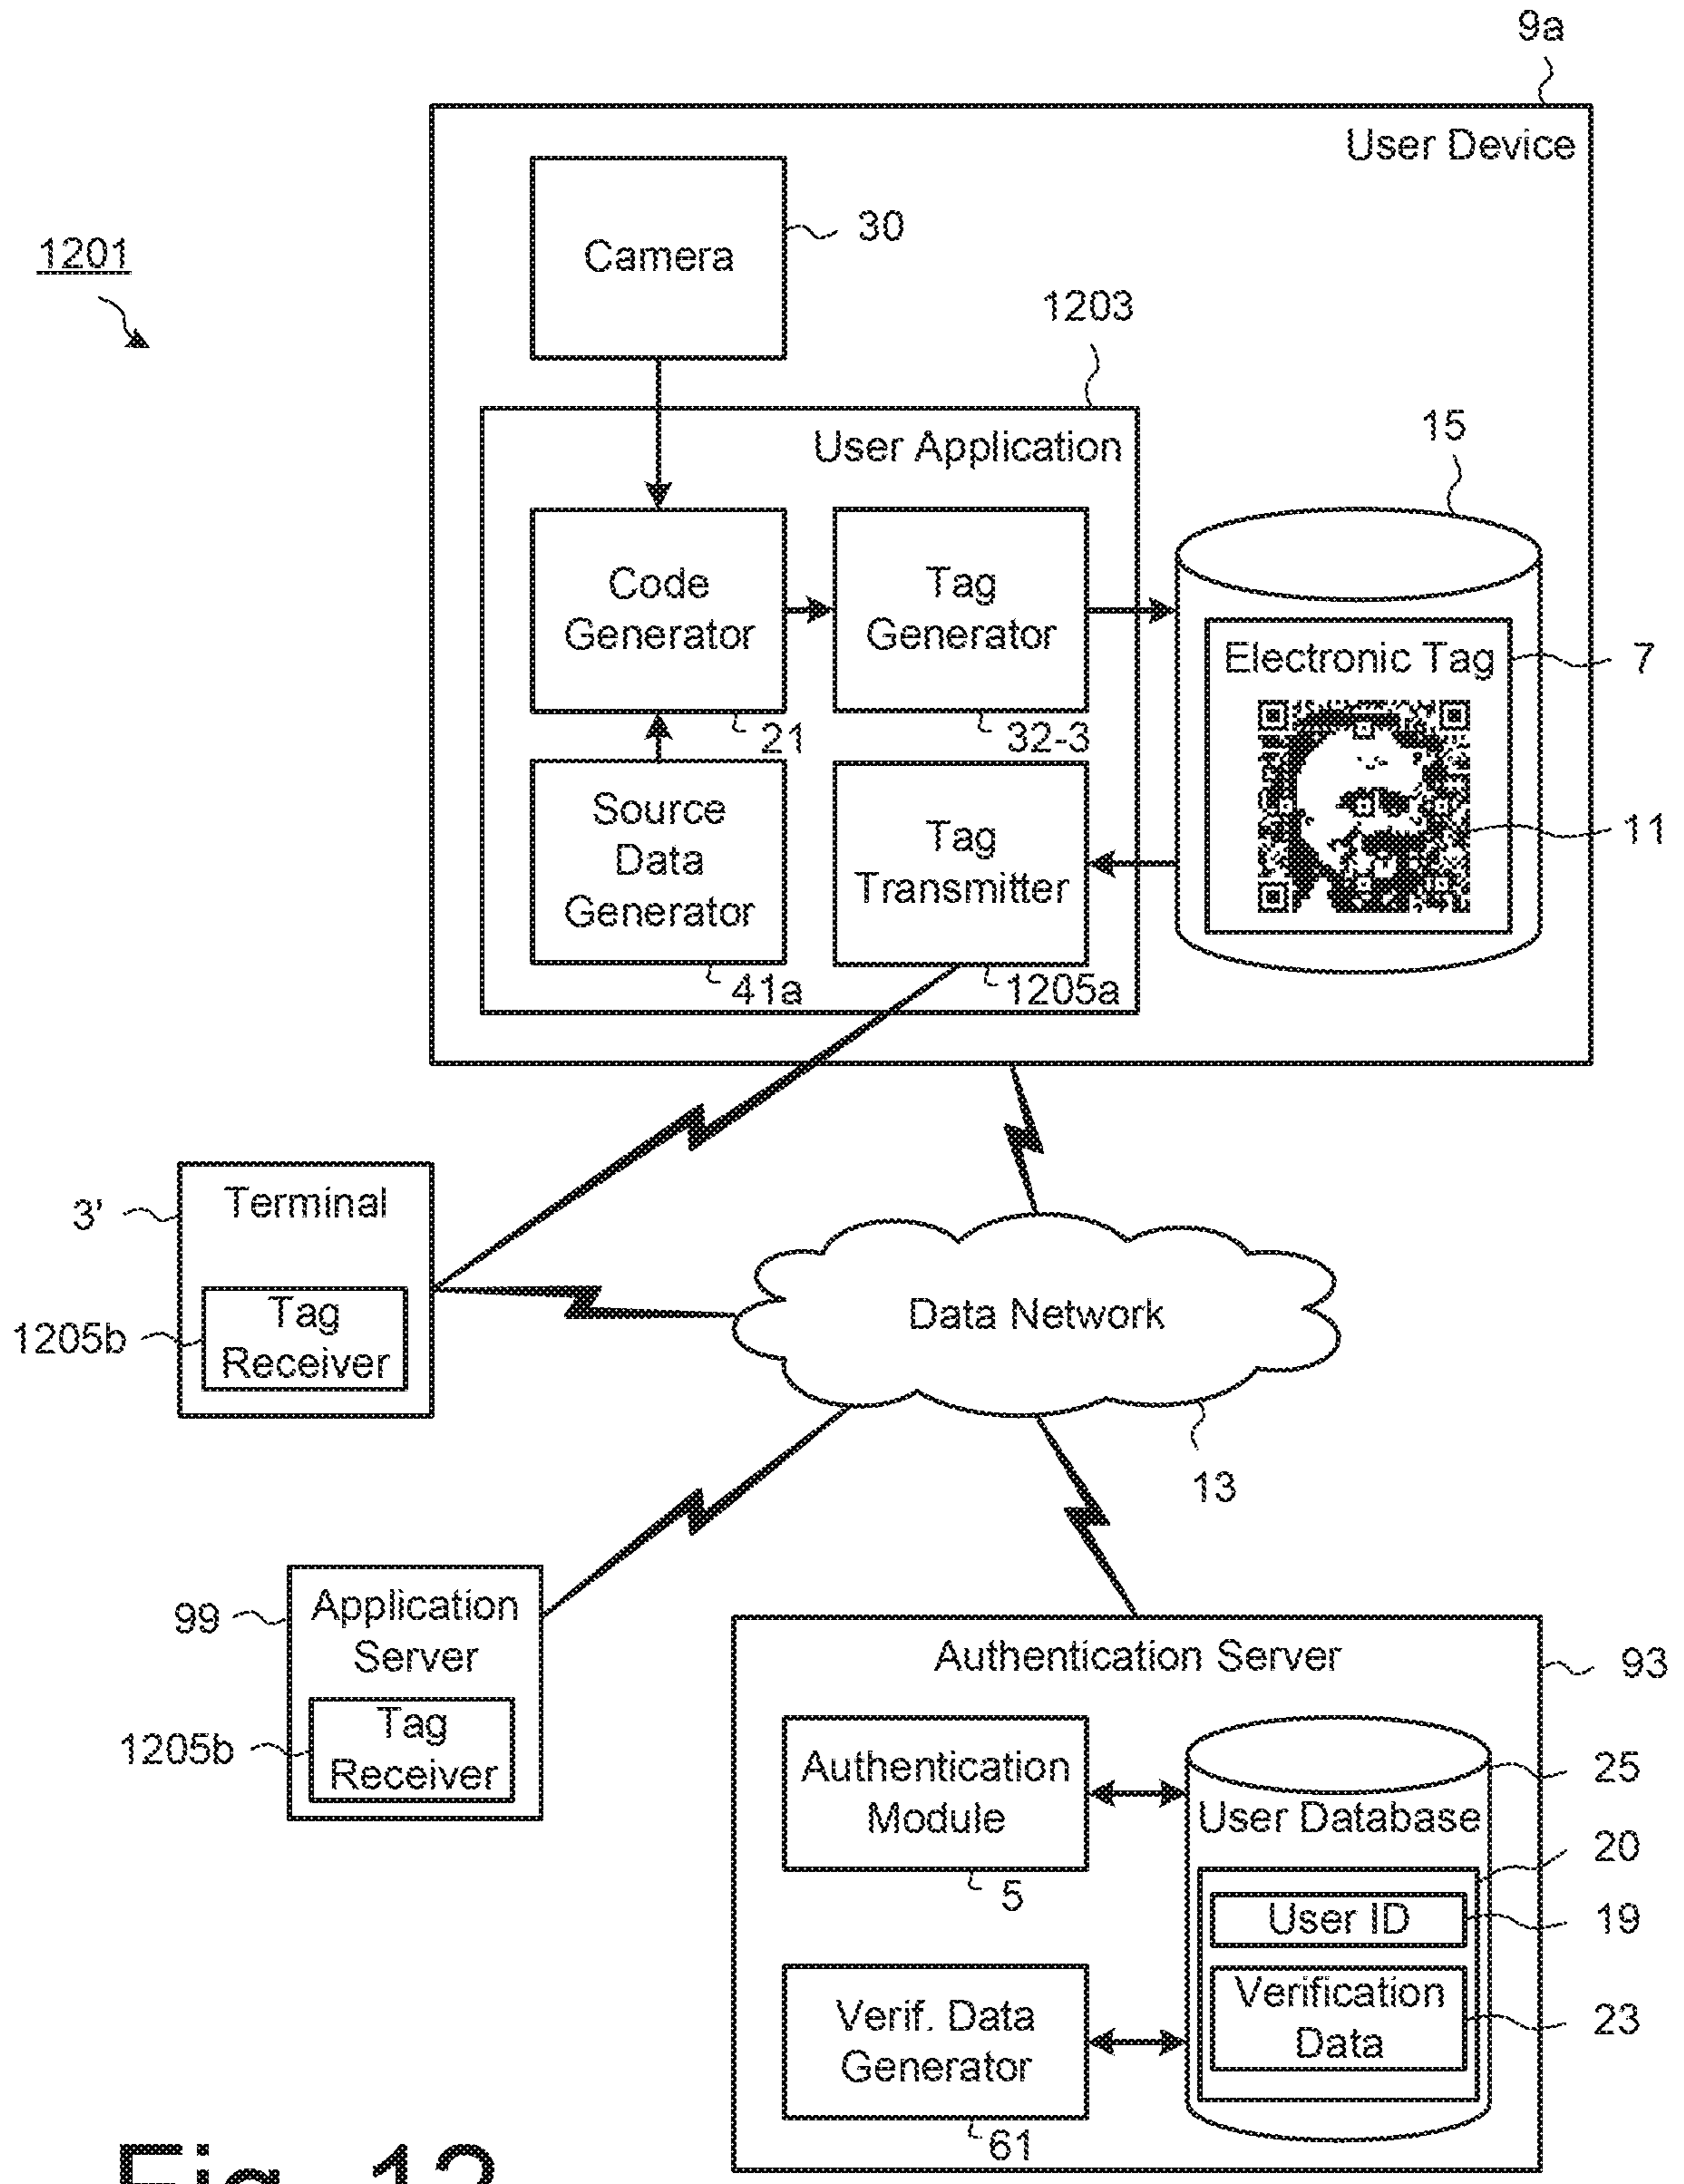 9a
User Device
1201
Camera
30
1203
User Application
15
Code
Generator
21
Tag
Generator
32-3
Electronic Tag
7
11
Source
Data
Generator
41a
Tag
Transmitter
1205a
3'
Terminal
1205b
Tag
Receiver
Data Network
13
99
Application
Server
1205b
Tag
Receiver
Authentication Server
93
Authentication
Module
5
25
User Database
20
User ID
19
Verification
Data
23
Verif. Data
Generator
61
Fig. 12